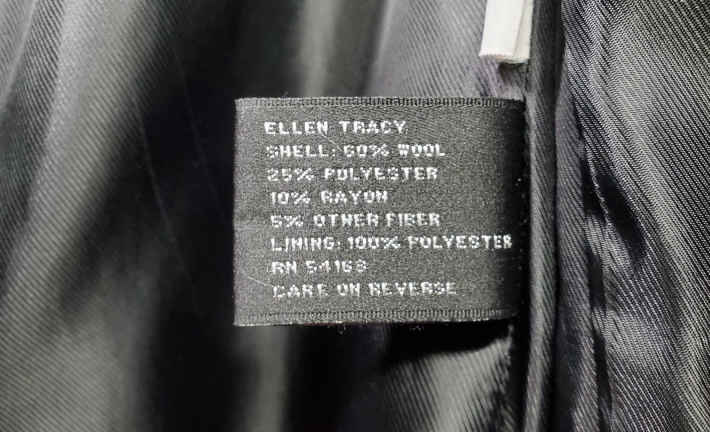 ELLEN TRACY
SHELL: 60% WOOL
25% POLYESTER
10% RAYON
5% OTHER FIBER
LINING: 100% POLYESTER
RN 54163
CARE ON REVERSE